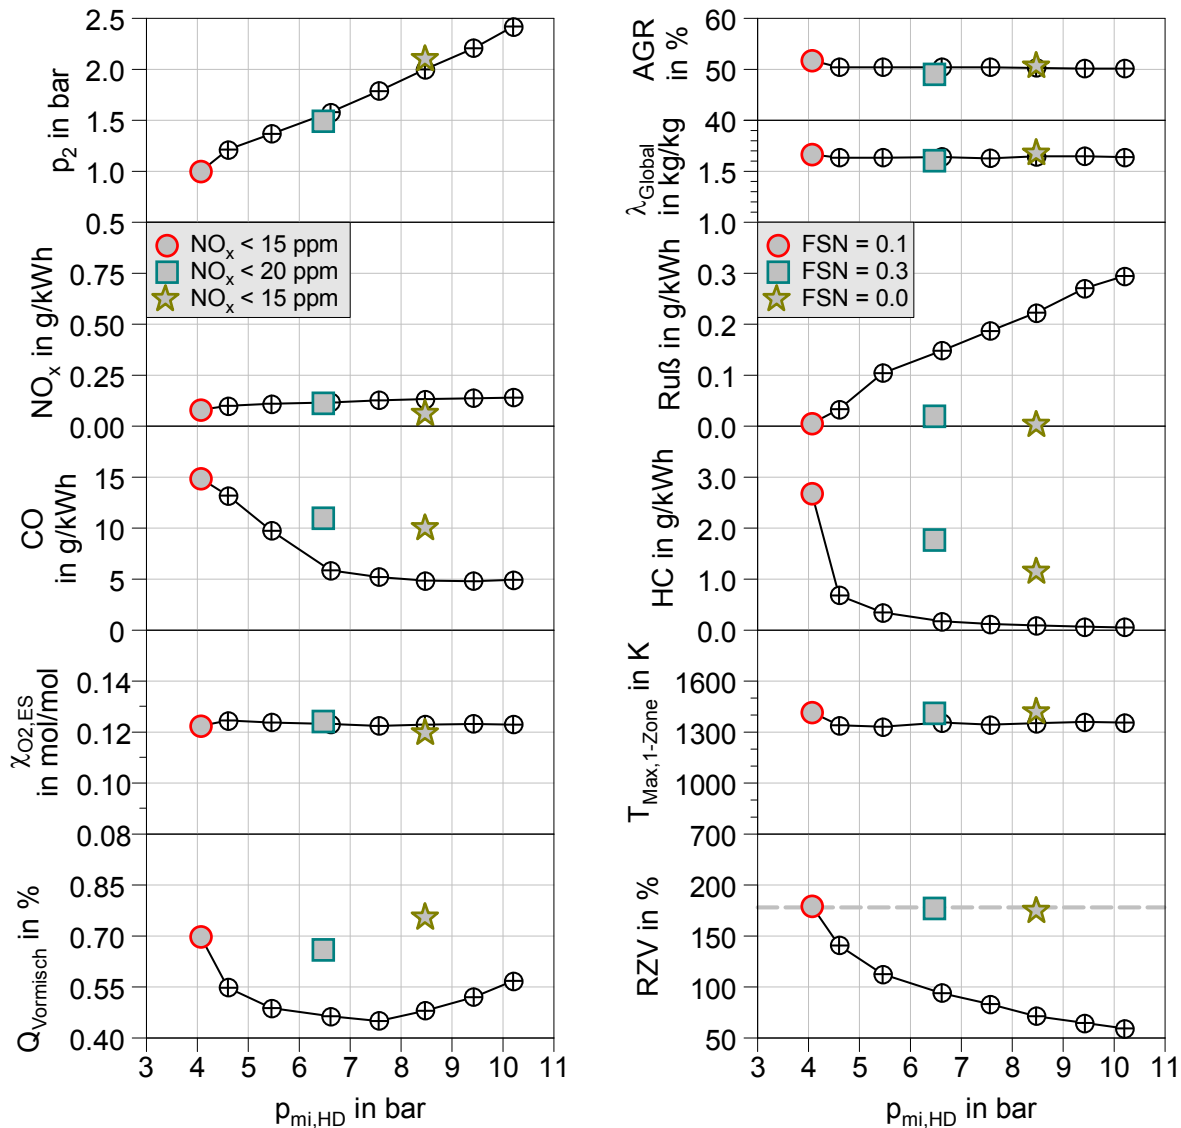 p2 in bar
2.5
2.0
1.5
1.0
0.5
NOx in g/kWh
0.75
0.50
0.25
0.00
NOx < 15 ppm
NOx < 20 ppm
NOx < 15 ppm
CO
in g/kWh
15
10
5
0
χO2,ES
in mol/mol
0.14
0.12
0.10
0.08
QVormisch in %
0.85
0.70
0.55
0.40
3 4 5 6 7 8 9 10 11
pmi,HD in bar
AGR
in %
60
50
40
λGlobal
in kg/kg
1.5
1.0
Ruß in g/kWh
0.3
0.2
0.1
0.0
FSN = 0.1
FSN = 0.3
FSN = 0.0
HC in g/kWh
3.0
2.0
1.0
0.0
TMax,1-Zone in K
1600
1300
1000
700
RZV in %
200
150
100
50
3 4 5 6 7 8 9 10 11
pmi,HD in bar